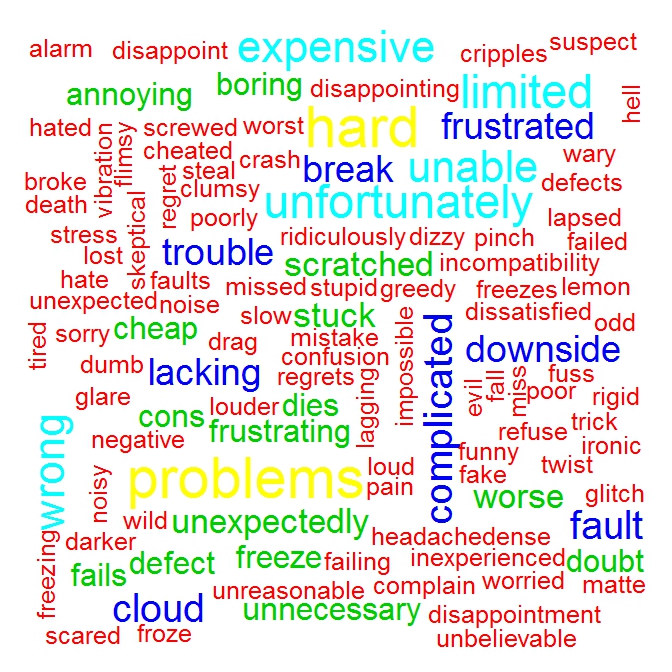 alarm disappoint expensive cripples suspect
annoying boring disappointing limited hell
hated screwed worst hard frustrated
vibration flimsy cheated crash break unable wary
broke steal clumsy regret unfortunately defects
death skeptical poorly lapsed
stress lost trouble ridiculously dizzy pinch failed
hate faults scratched incompatibility
unexpected noise missed stupid greedy freezes lemon
tired sorry cheap slow stuck dissatisfied odd
drag mistake impossible complicated downside
dumb lacking confusion regrets lagging evil fall miss fuss
glare cons louder dies poor rigid
wrong negative frustrating refuse trick
funny ironic
noisy problems loud pain fake twist
wild unexpectedly worse glitch
freezing darker headache dense fault
fails defect freeze failing inexperienced doubt
cloud unreasonable complain worried matte
unnecessary disappointment
scared froze unbelievable